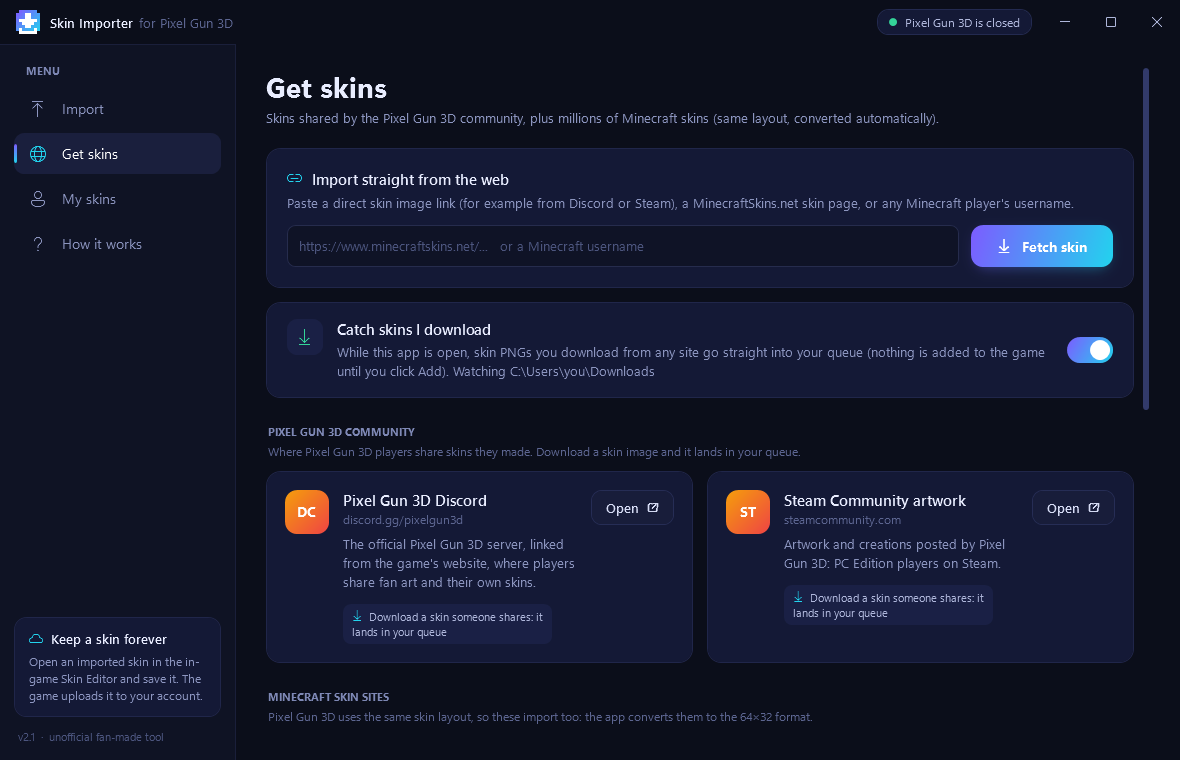 Skin Importer for Pixel Gun 3D
Pixel Gun 3D is closed
MENU
Import
Get skins
My skins
? How it works
Keep a skin forever
Open an imported skin in the in-
game Skin Editor and save it. The
game uploads it to your account.
v2.1 · unofficial fan-made tool
Get skins
Skins shared by the Pixel Gun 3D community, plus millions of Minecraft skins (same layout, converted automatically).
Import straight from the web
Paste a direct skin image link (for example from Discord or Steam), a MinecraftSkins.net skin page, or any Minecraft player's username.
https://www.minecraftskins.net/... or a Minecraft username
Fetch skin
Catch skins I download
While this app is open, skin PNGs you download from any site go straight into your queue (nothing is added to the game
until you click Add). Watching C:\Users\you\Downloads
PIXEL GUN 3D COMMUNITY
Where Pixel Gun 3D players share skins they made. Download a skin image and it lands in your queue.
DC
Pixel Gun 3D Discord
discord.gg/pixelgun3d
Open
The official Pixel Gun 3D server, linked
from the game's website, where players
share fan art and their own skins.
Download a skin someone shares: it
lands in your queue
ST
Steam Community artwork
steamcommunity.com
Open
Artwork and creations posted by Pixel
Gun 3D: PC Edition players on Steam.
Download a skin someone shares: it
lands in your queue
MINECRAFT SKIN SITES
Pixel Gun 3D uses the same skin layout, so these import too: the app converts them to the 64×32 format.